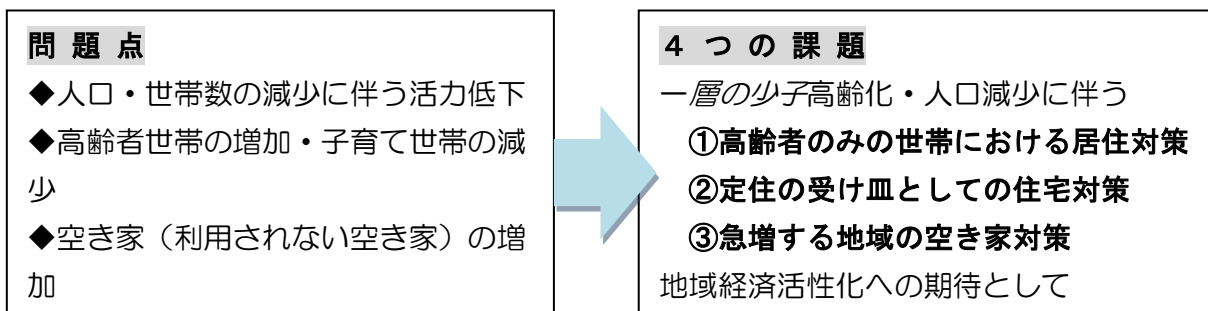 問 題 点
◆人口・世帯数の減少に伴う活力低下
◆高齢者世帯の増加・子育て世帯の減
少
◆空き家（利用されない空き家）の増
加
４ つ の 課 題
一層の少子高齢化・人口減少に伴う
①高齢者のみの世帯における居住対策
②定住の受け皿としての住宅対策
③急増する地域の空き家対策
地域経済活性化への期待として